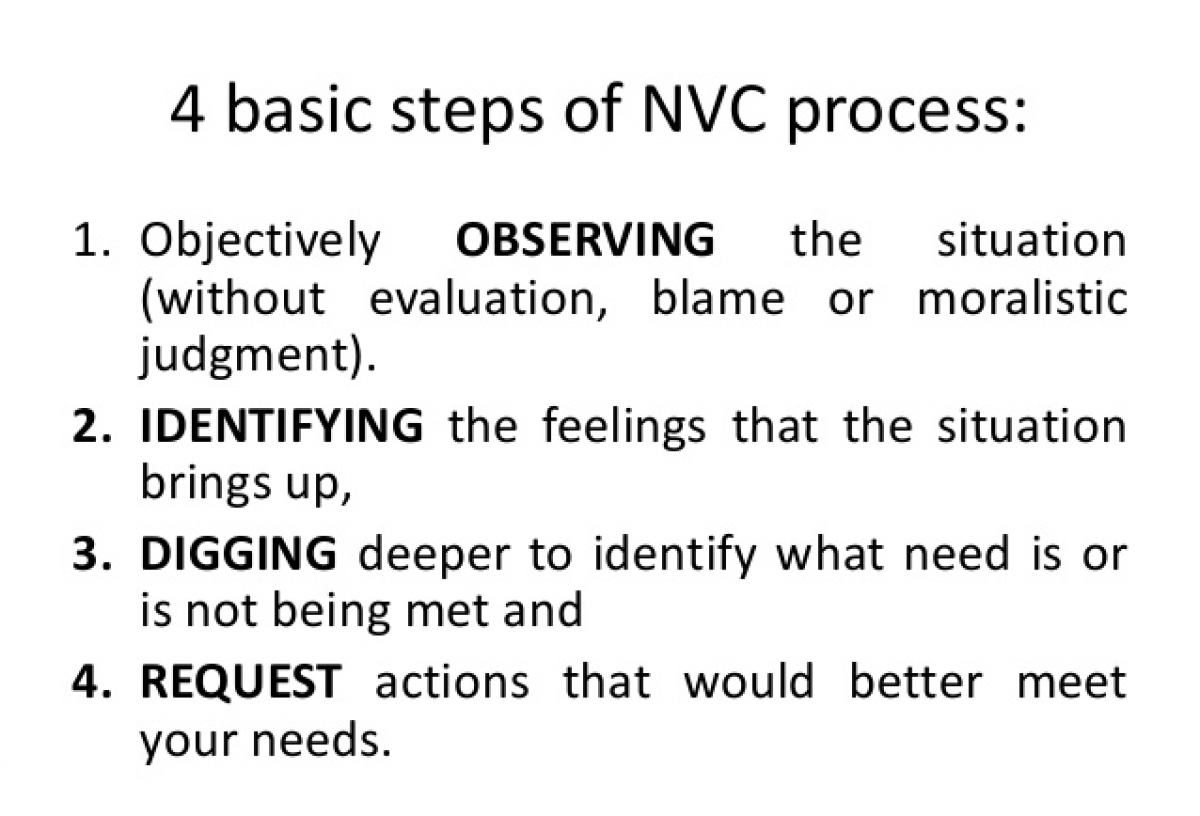 4 basic steps of NVC process:
1. Objectively OBSERVING the situation
(without evaluation, blame or moralistic
judgment).
2. IDENTIFYING the feelings that the situation
brings up,
3. DIGGING deeper to identify what need is or
is not being met and
4. REQUEST actions that would better meet
your needs.